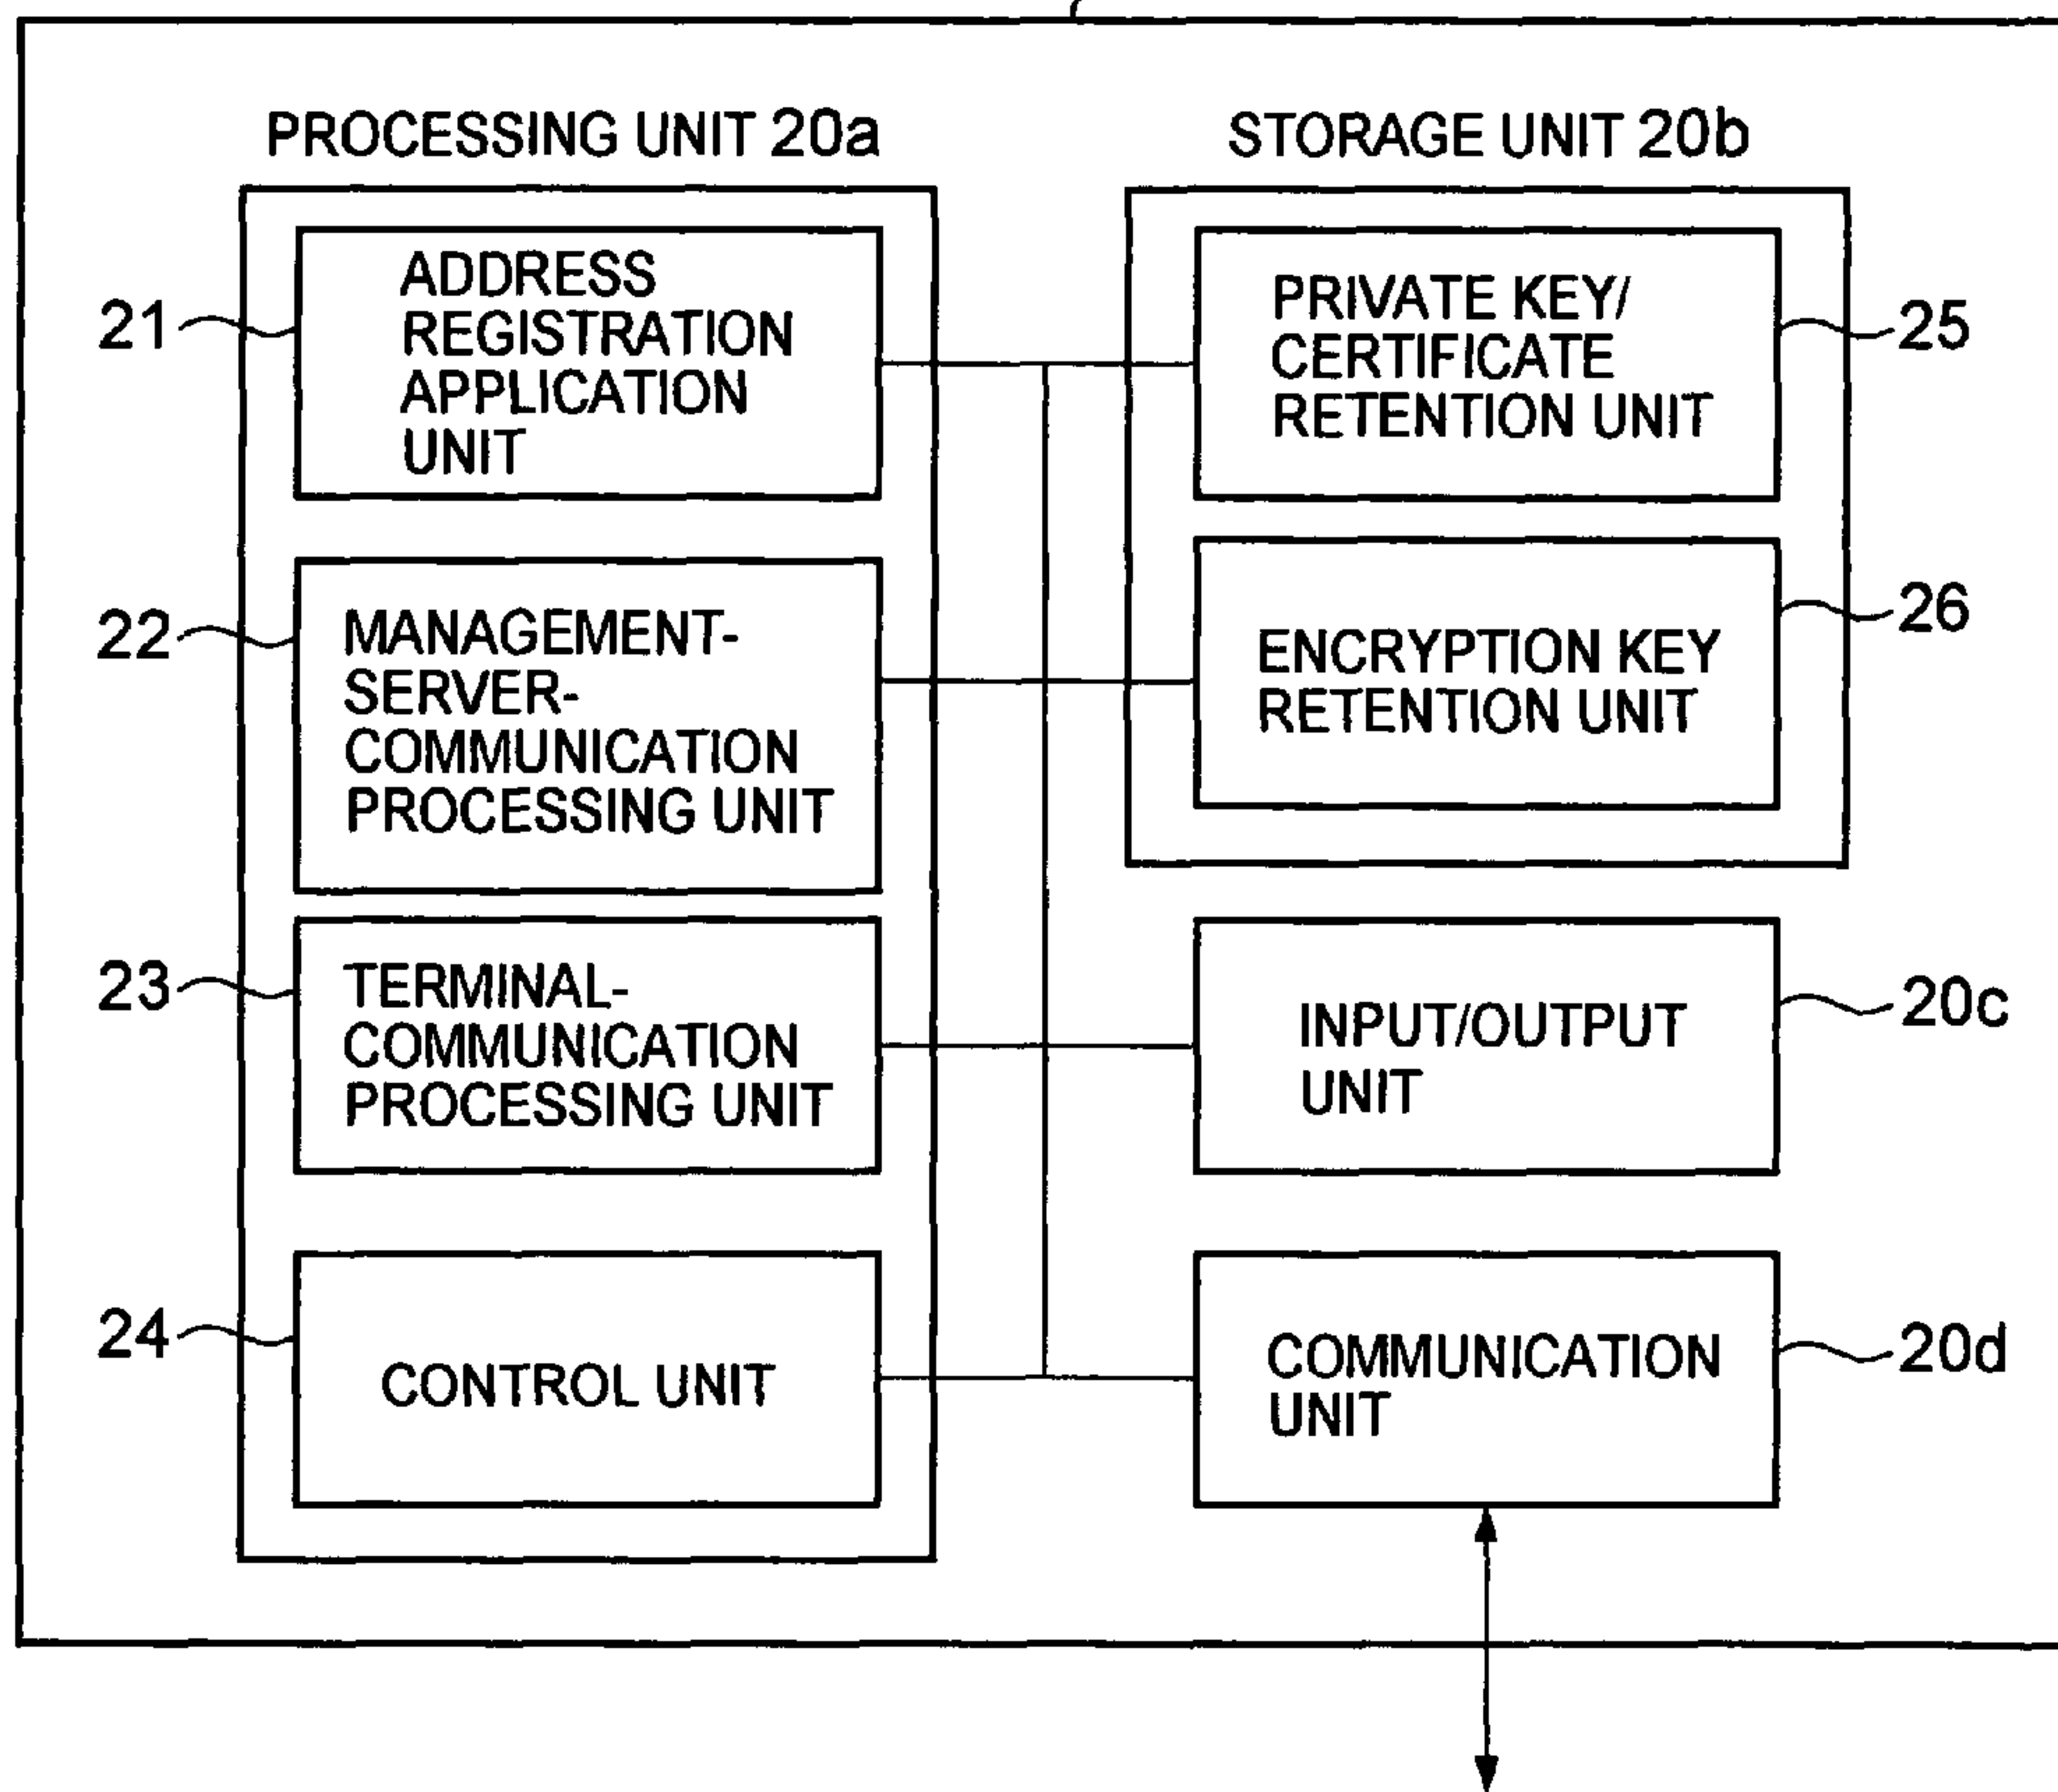 PROCESSING UNIT 20a
21
ADDRESS
REGISTRATION
APPLICATION
UNIT
22
MANAGEMENT-
SERVER-
COMMUNICATION
PROCESSING UNIT
23
TERMINAL-
COMMUNICATION
PROCESSING UNIT
24
CONTROL UNIT
STORAGE UNIT 20b
PRIVATE KEY/
CERTIFICATE
RETENTION UNIT
25
ENCRYPTION KEY
RETENTION UNIT
26
INPUT/OUTPUT
UNIT
20c
COMMUNICATION
UNIT
20d